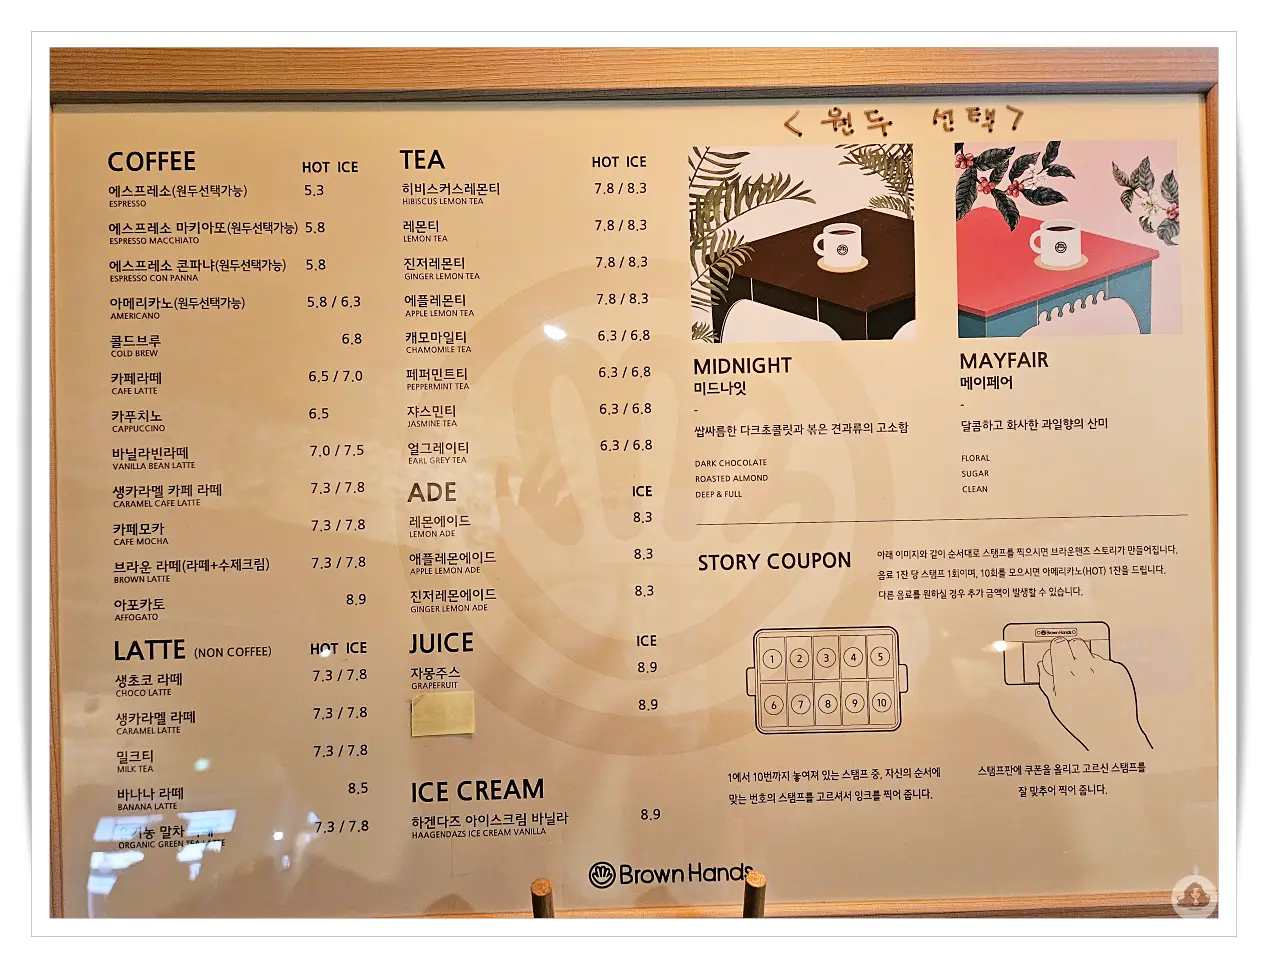 < 원두 선택>
COFFEE HOT ICE
에스프레소(원두선택가능) 5.3
ESPRESSO
에스프레소 마키아또(원두선택가능) 5.8
ESPRESSO MACCHIATO
에스프레소 콘파냐(원두선택가능) 5.8
ESPRESSO CON PANNA
아메리카노(원두선택가능) 5.8 / 6.3
AMERICANO
콜드브루 6.8
COLD BREW
카페라떼 6.5 / 7.0
CAFE LATTE
카푸치노 6.5
CAPPUCCINO
바닐라빈라떼 7.0 / 7.5
VANILLA BEAN LATTE
생카라멜 카페 라떼 7.3 / 7.8
CARAMEL CAFE LATTE
카페모카 7.3 / 7.8
CAFE MOCHA
브라운 라떼(라떼+수제크림) 7.3 / 7.8
BROWN LATTE
아포카토 8.9
AFFOGATO
LATTE (NON COFFEE) HOT ICE
생초코 라떼 7.3 / 7.8
CHOCO LATTE
생카라멜 라떼 7.3 / 7.8
CARAMEL LATTE
밀크티 7.3 / 7.8
MILK TEA
바나나 라떼 8.5
BANANA LATTE
말차 7.3 / 7.8
ORGANIC GREEN TEA LATTE
TEA HOT ICE
히비스커스레몬티 7.8 / 8.3
HIBISCUS LEMON TEA
레몬티 7.8 / 8.3
LEMON TEA
진저레몬티 7.8 / 8.3
GINGER LEMON TEA
에플레몬티 7.8 / 8.3
APPLE LEMON TEA
캐모마일티 6.3 / 6.8
CHAMOMILE TEA
페퍼민트티 6.3 / 6.8
PEPPERMINT TEA
쟈스민티 6.3 / 6.8
JASMINE TEA
얼그레이티 6.3 / 6.8
EARL GREY TEA
ADE ICE
레몬에이드 8.3
LEMON ADE
애플레몬에이드 8.3
APPLE LEMON ADE
진저레몬에이드 8.3
GINGER LEMON ADE
JUICE ICE
자몽주스 8.9
GRAPEFRUIT
8.9
ICE CREAM
하겐다즈 아이스크림 바닐라 8.9
HAAGENDAZS ICE CREAM VANILLA
MIDNIGHT
미드나잇
-
쌉싸름한 다크초콜릿과 볶은 견과류의 고소함
DARK CHOCOLATE
ROASTED ALMOND
DEEP & FULL
MAYFAIR
메이페어
-
달콤하고 화사한 과일향의 산미
FLORAL
SUGAR
CLEAN
STORY COUPON
아래 이미지와 같이 순서대로 스탬프를 찍으시면 브라운핸즈 스토리가 만들어집니다.
음료 1잔 당 스탬프 1회이며, 10회를 모으시면 아메리카노(HOT) 1잔을 드립니다.
다른 음료를 원하실 경우 추가 금액이 발생할 수 있습니다.
1 2 3 4 5
6 7 8 9 10
BrownHands
1에서 10번까지 놓여져 있는 스탬프 중, 자신의 순서에
맞는 번호의 스탬프를 고르셔서 잉크를 찍어 줍니다.
스탬프판에 쿠폰을 올리고 고르신 스탬프를
잘 맞추어 찍어 줍니다.
Brown Hands